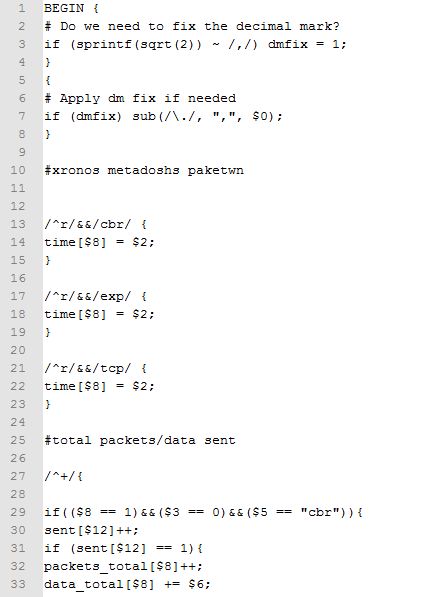 1 BEGIN {
2 # Do we need to fix the decimal mark?
3 if (sprintf(sqrt(2)) ~ /,/) dmfix = 1;
4 }
5 {
6 # Apply dm fix if needed
7 if (dmfix) sub(/\./, ",", $0);
8 }
9
10 #xronos metadoshs paketwn
11
12
13 /^r/&&/cbr/ {
14 time[$8] = $2;
15 }
16
17 /^r/&&/exp/ {
18 time[$8] = $2;
19 }
20
21 /^r/&&/tcp/ {
22 time[$8] = $2;
23 }
24
25 #total packets/data sent
26
27 /^+/{
28
29 if(($8 == 1)&&($3 == 0)&&($5 == "cbr")){
30 sent[$12]++;
31 if (sent[$12] == 1){
32 packets_total[$8]++;
33 data_total[$8] += $6;